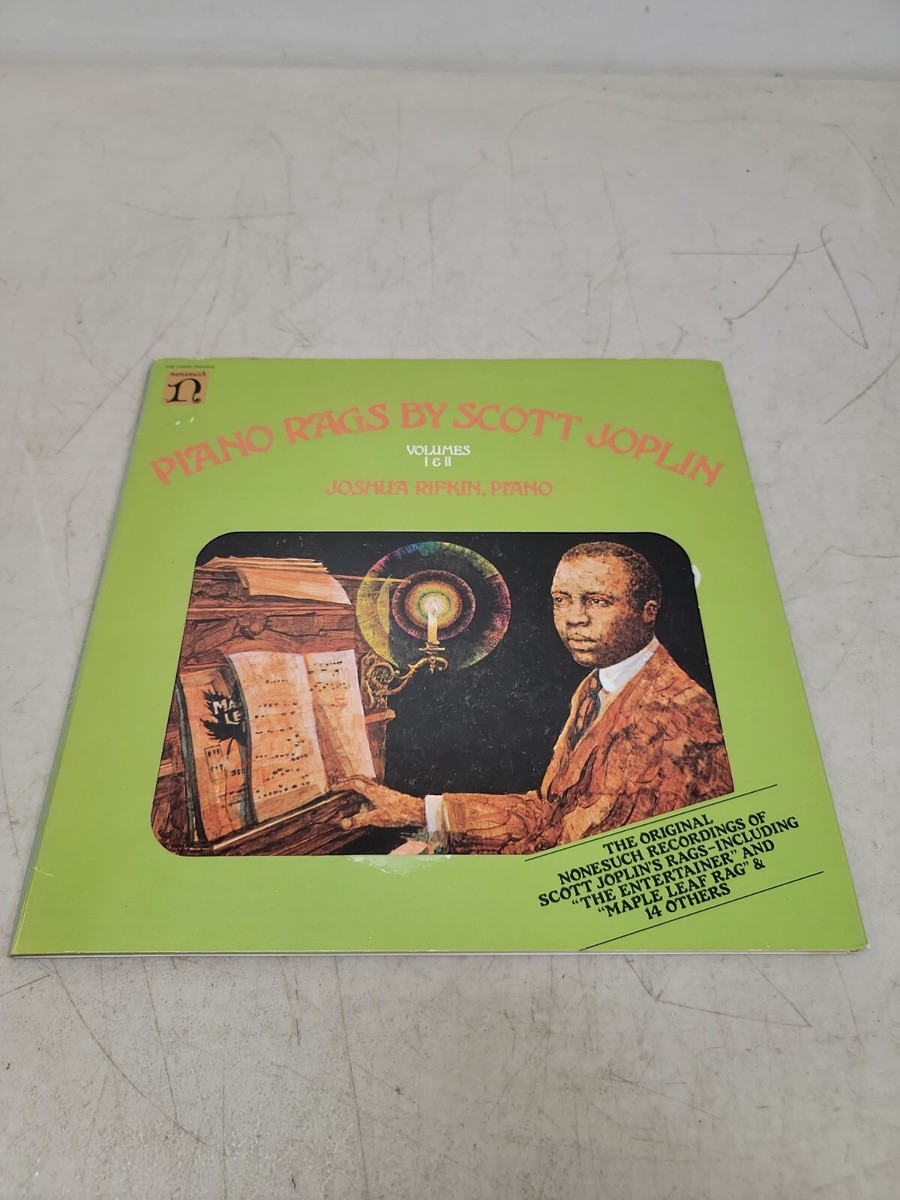 nonesuch
n
PIANO RAGS BY SCOTT JOPLIN
VOLUMES
I & II
JOSHUA RIFKIN, PIANO
MA
LE
THE ORIGINAL
NONESUCH RECORDINGS OF
SCOTT JOPLIN'S RAGS-INCLUDING
"THE ENTERTAINER" AND
"MAPLE LEAF RAG" &
14 OTHERS